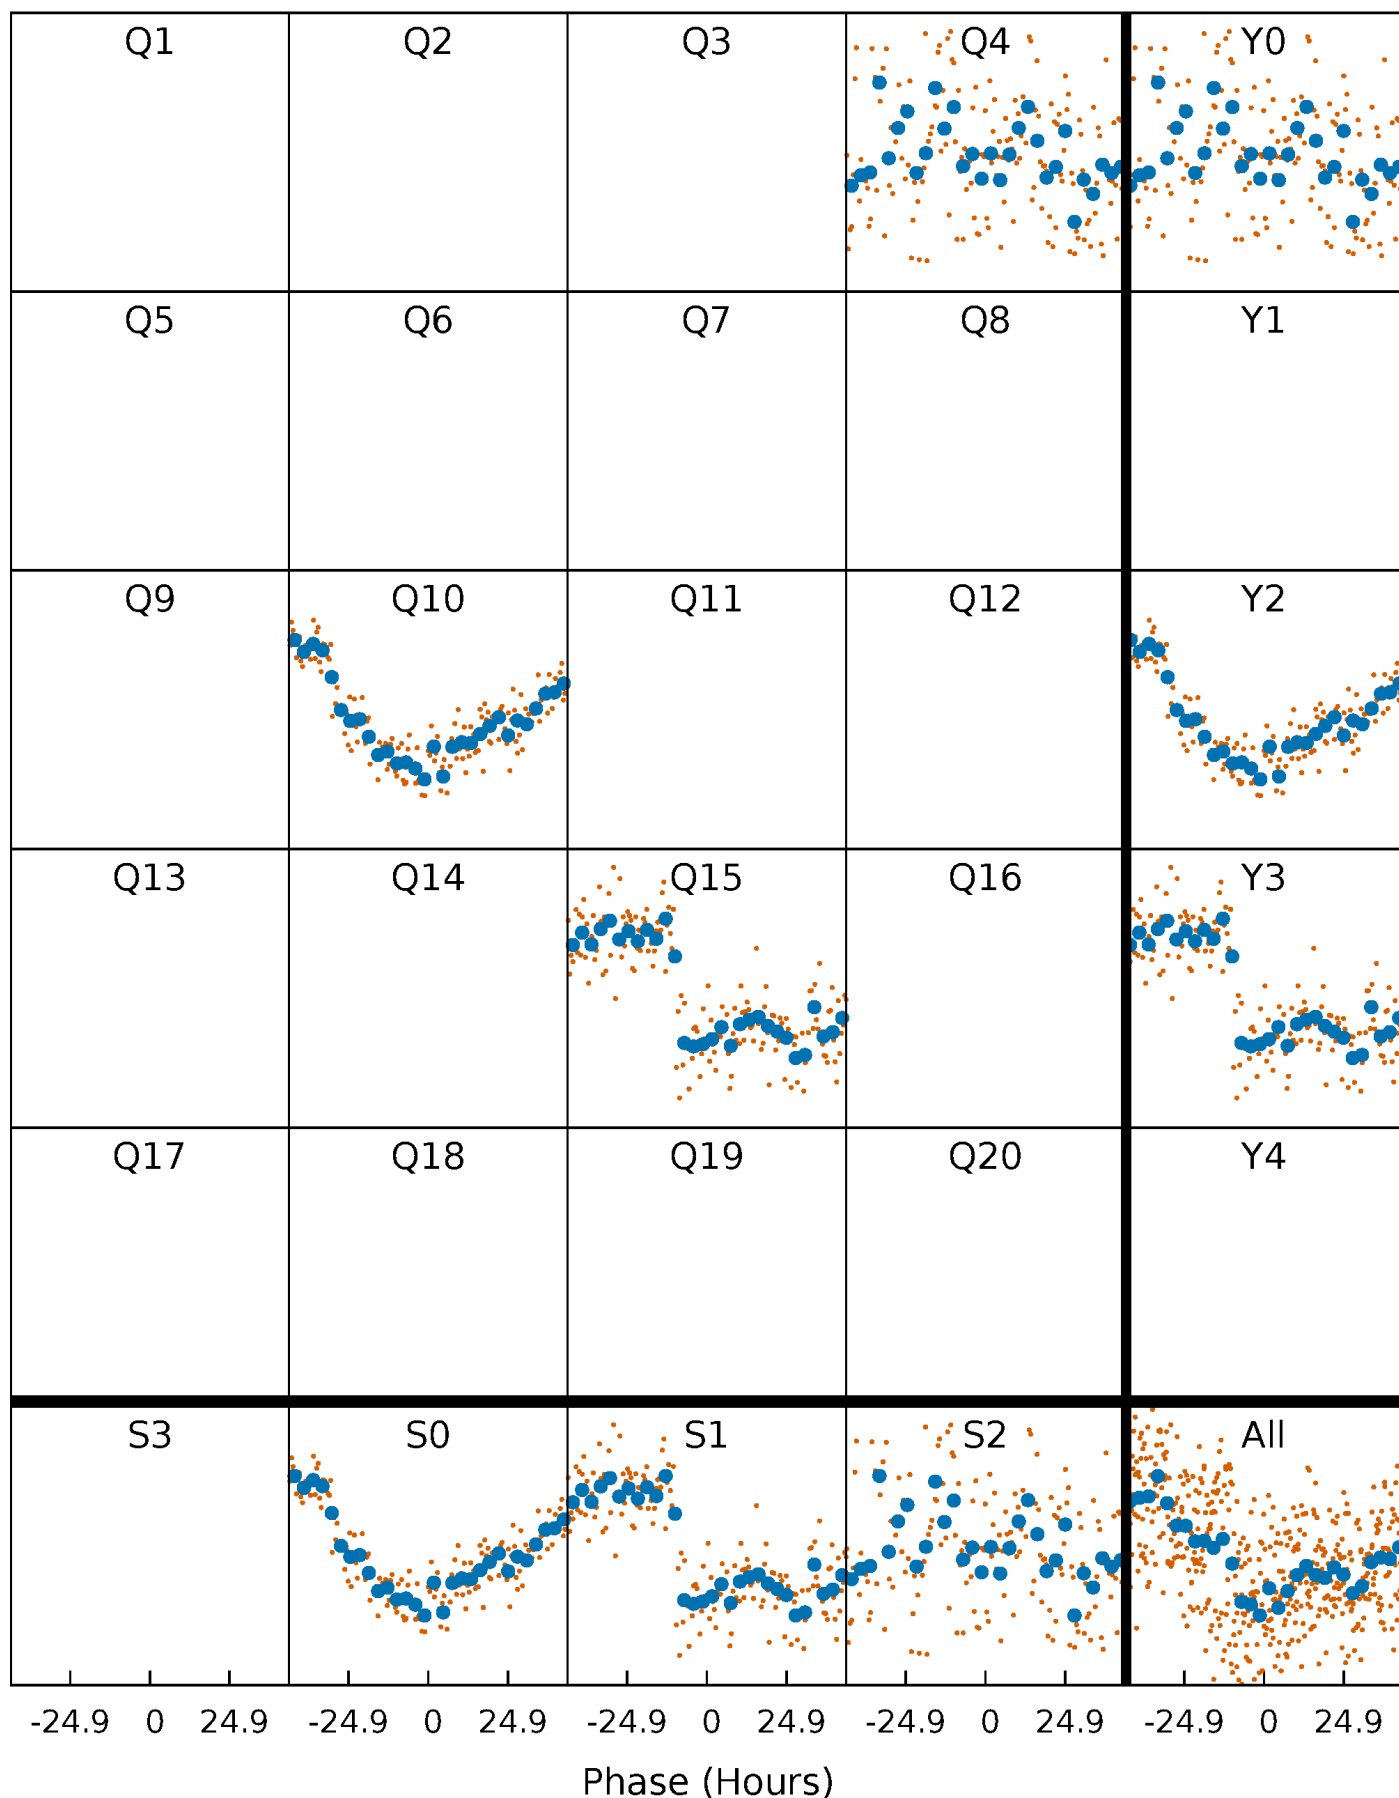 Q1 Q2 Q3 Q4 Y0
Q5 Q6 Q7 Q8 Y1
Q9 Q10 Q11 Q12 Y2
Q13 Q14 Q15 Q16 Y3
Q17 Q18 Q19 Q20 Y4
S3 S0 S1 S2 All
-24.9 0 24.9 -24.9 0 24.9 -24.9 0 24.9 -24.9 0 24.9 -24.9 0 24.9
Phase (Hours)